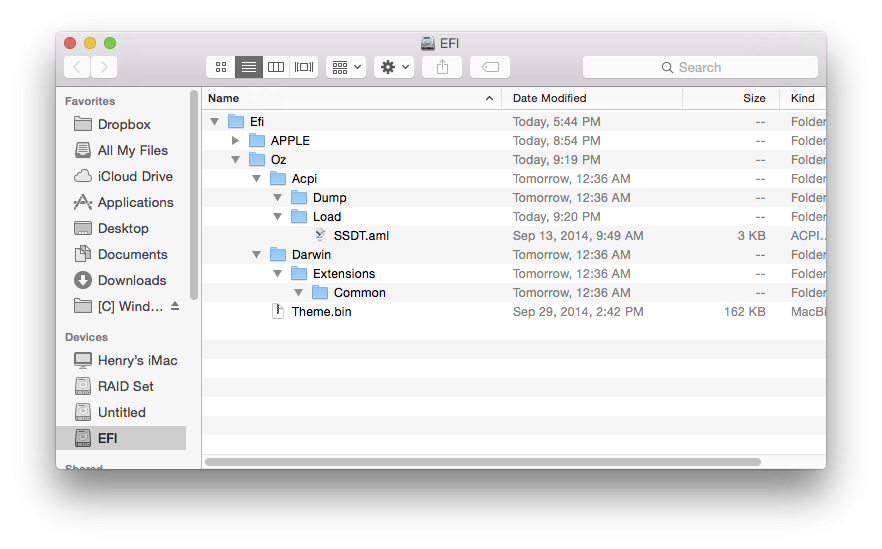 EFI
Search
Favorites
Dropbox
All My Files
iCloud Drive
Applications
Desktop
Documents
Downloads
[C] Wind…
Devices
Henry's iMac
RAID Set
Untitled
EFI
Shared
Name Date Modified Size Kind
Efi Today, 5:44 PM -- Folder
APPLE Today, 8:54 PM -- Folder
Oz Today, 9:19 PM -- Folder
Acpi Tomorrow, 12:36 AM -- Folder
Dump Tomorrow, 12:36 AM -- Folder
Load Today, 9:20 PM -- Folder
SSDT.aml Sep 13, 2014, 9:49 AM 3 KB ACPI…
Darwin Tomorrow, 12:36 AM -- Folder
Extensions Tomorrow, 12:36 AM -- Folder
Common Tomorrow, 12:36 AM -- Folder
Theme.bin Sep 29, 2014, 2:42 PM 162 KB MacBi